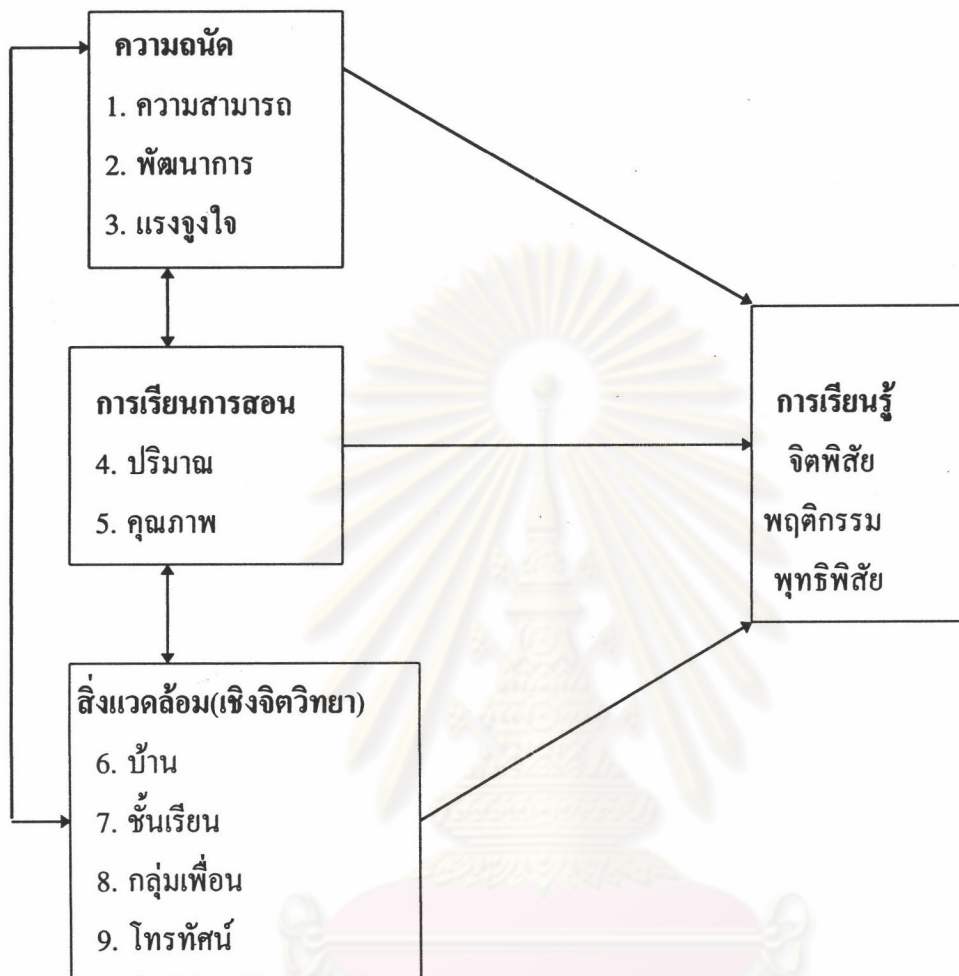 ความถนัด
1. ความสามารถ
2. พัฒนาการ
3. แรงจูงใจ
การเรียนการสอน
4. ปริมาณ
5. คุณภาพ
สิ่งแวดล้อม(เชิงจิตวิทยา)
6. บ้าน
7. ชั้นเรียน
8. กลุ่มเพื่อน
9. โทรทัศน์
การเรียนรู้
จิตพิสัย
พฤติกรรม
พุทธิพิสัย